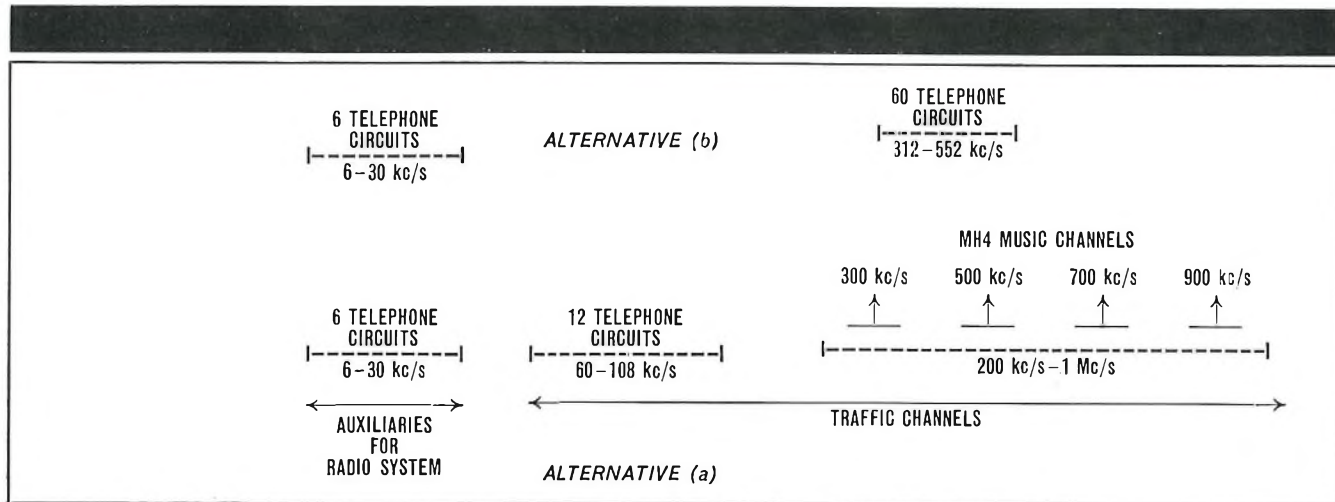 6 TELEPHONE
CIRCUITS
6–30 kc/s
ALTERNATIVE (b)
60 TELEPHONE
CIRCUITS
312–552 kc/s
MH4 MUSIC CHANNELS
300 kc/s
500 kc/s
700 kc/s
900 kc/s
6 TELEPHONE
CIRCUITS
6–30 kc/s
12 TELEPHONE
CIRCUITS
60–108 kc/s
200 kc/s–1 Mc/s
AUXILIARIES
FOR
RADIO SYSTEM
TRAFFIC CHANNELS
ALTERNATIVE (a)